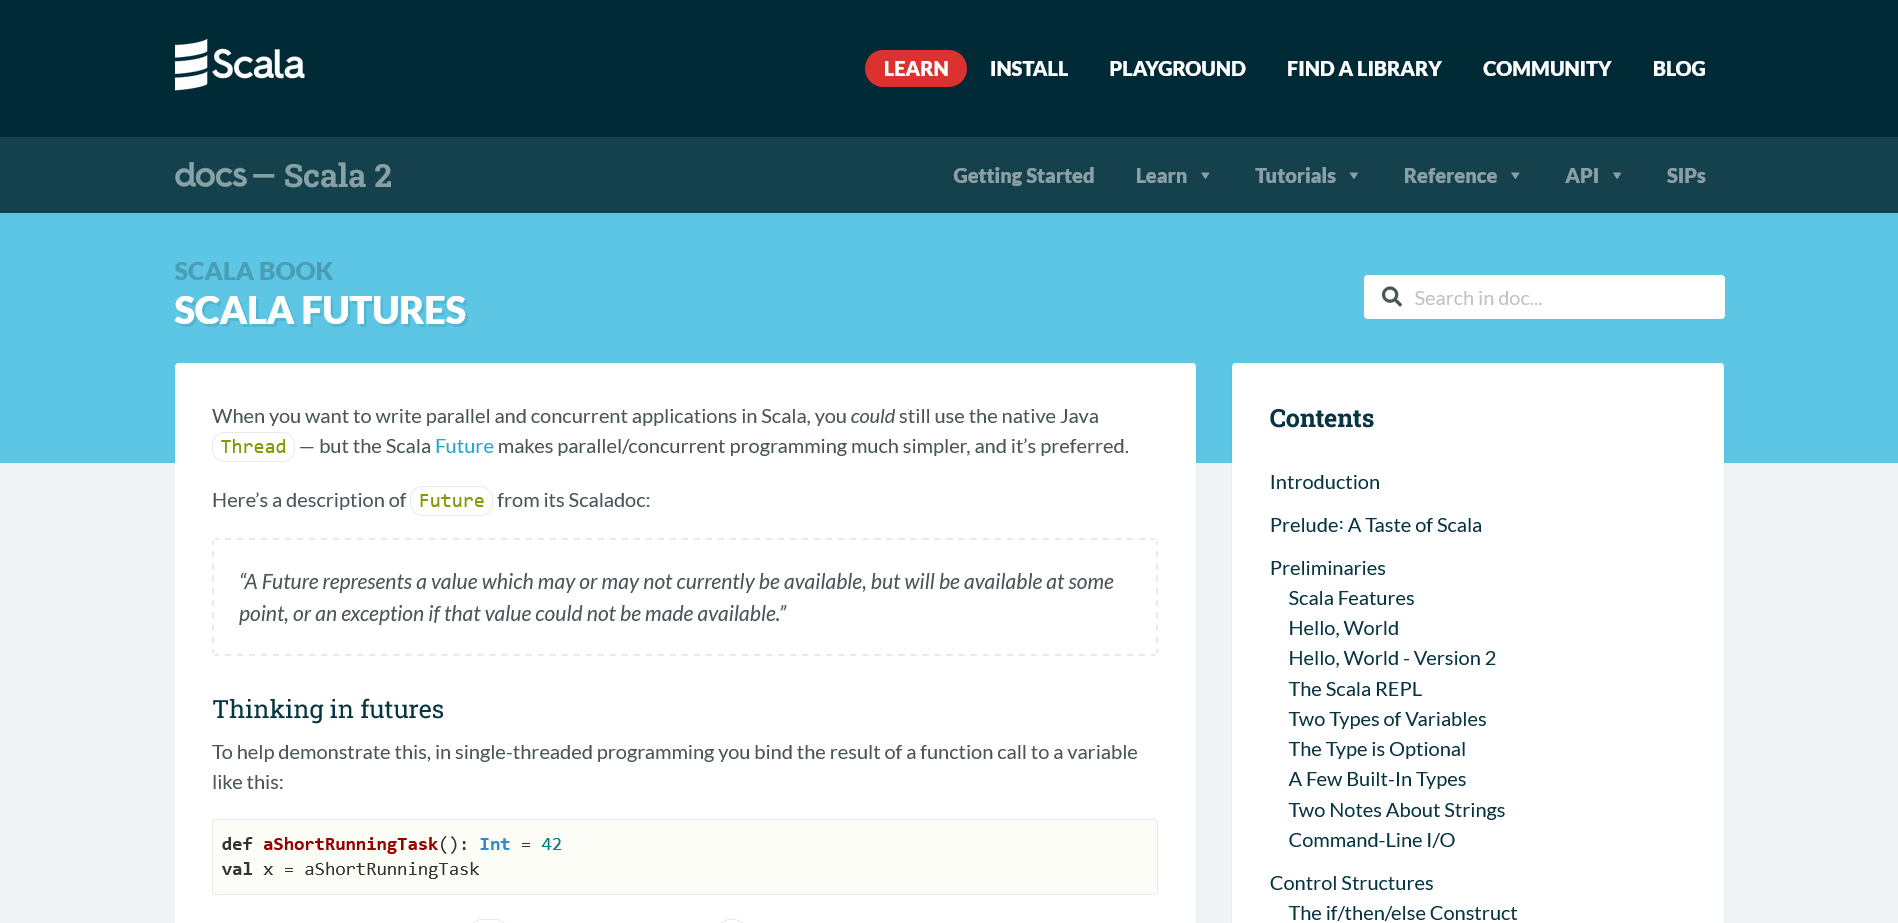 Scala
LEARN INSTALL PLAYGROUND FIND A LIBRARY COMMUNITY BLOG
docs — Scala 2
Getting Started Learn Tutorials Reference API SIPs
SCALA BOOK
SCALA FUTURES
Search in doc...
When you want to write parallel and concurrent applications in Scala, you could still use the native Java
Thread — but the Scala Future makes parallel/concurrent programming much simpler, and it’s preferred.
Here’s a description of Future from its Scaladoc:
“A Future represents a value which may or may not currently be available, but will be available at some
point, or an exception if that value could not be made available.”
Thinking in futures
To help demonstrate this, in single-threaded programming you bind the result of a function call to a variable
like this:
def aShortRunningTask(): Int = 42
val x = aShortRunningTask
Contents
Introduction
Prelude: A Taste of Scala
Preliminaries
Scala Features
Hello, World
Hello, World - Version 2
The Scala REPL
Two Types of Variables
The Type is Optional
A Few Built-In Types
Two Notes About Strings
Command-Line I/O
Control Structures
The if/then/else Construct